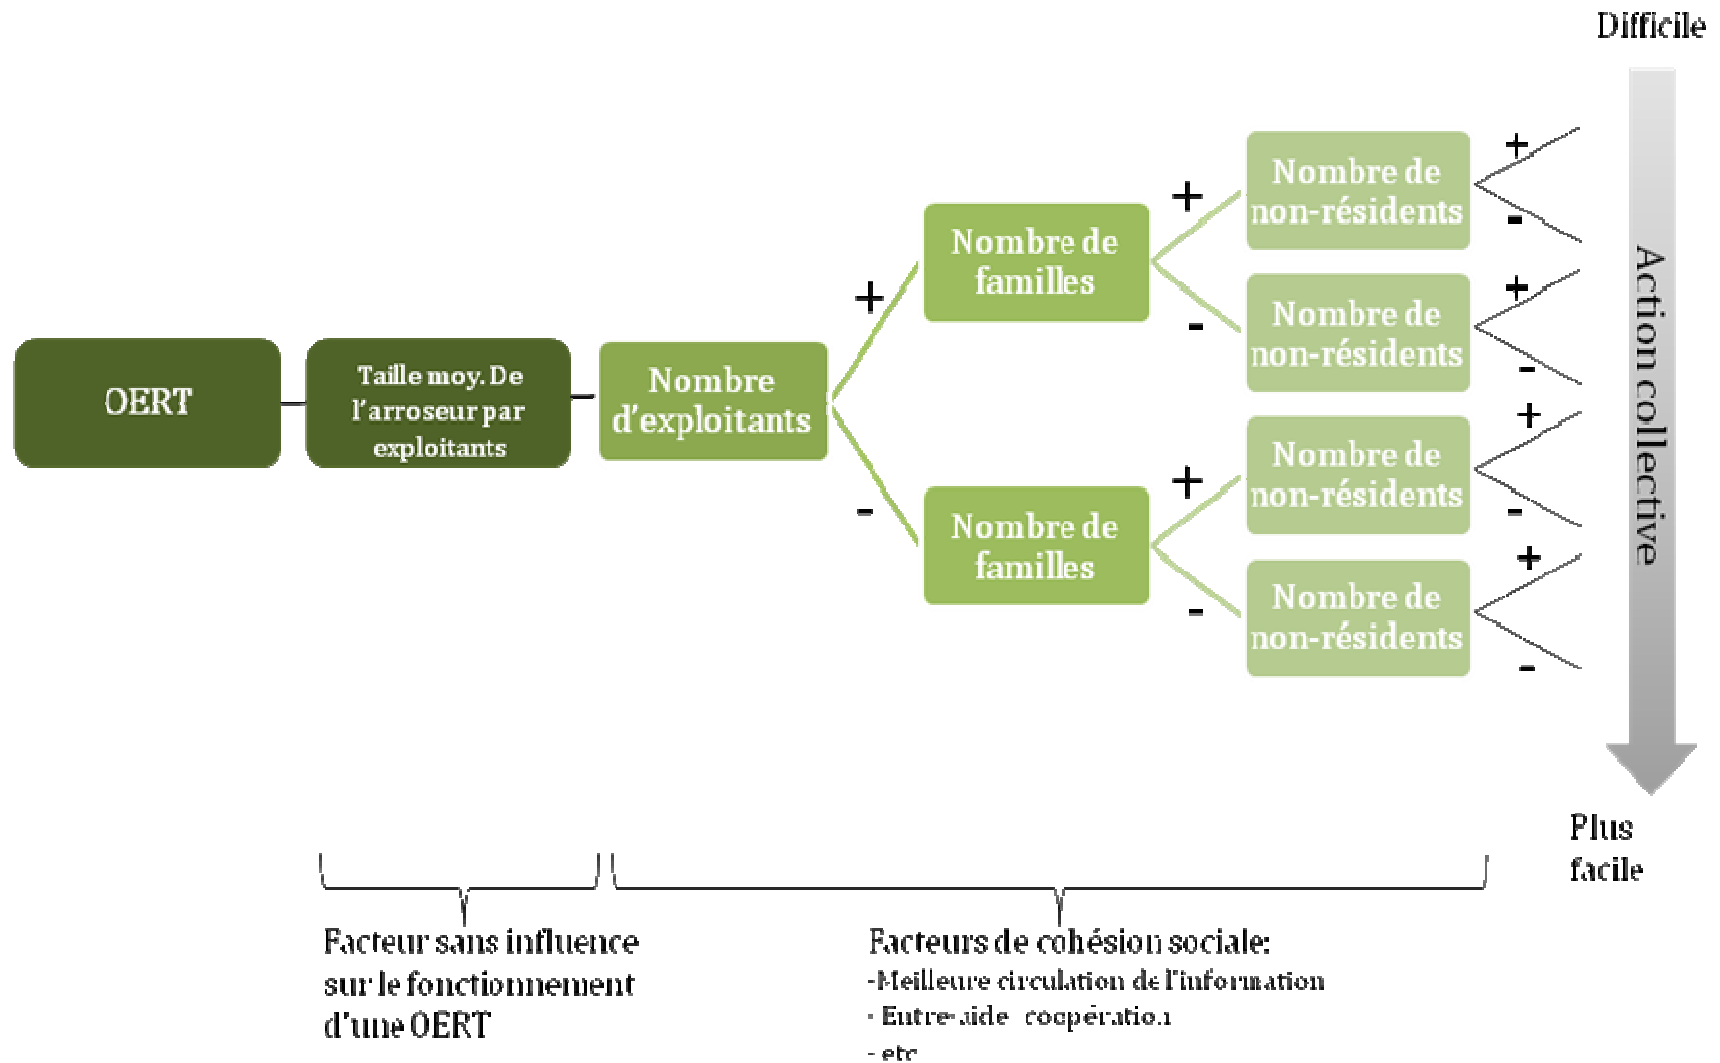 Difficile
OERT
Taille moy. De
l'arroseur par
exploitants
Nombre
d'exploitants
+
-
Nombre de
familles
+
-
Nombre de
familles
+
-
Nombre de
non-résidents
+
-
Nombre de
non-résidents
+
-
Nombre de
non-résidents
+
-
Nombre de
non-résidents
+
-
Action collective
Plus
facile
Facteur sans influence
sur le fonctionnement
d'une OERT
Facteurs de cohésion sociale:
-Meilleure circulation de l'information
- Entre-aide coopération
- etc